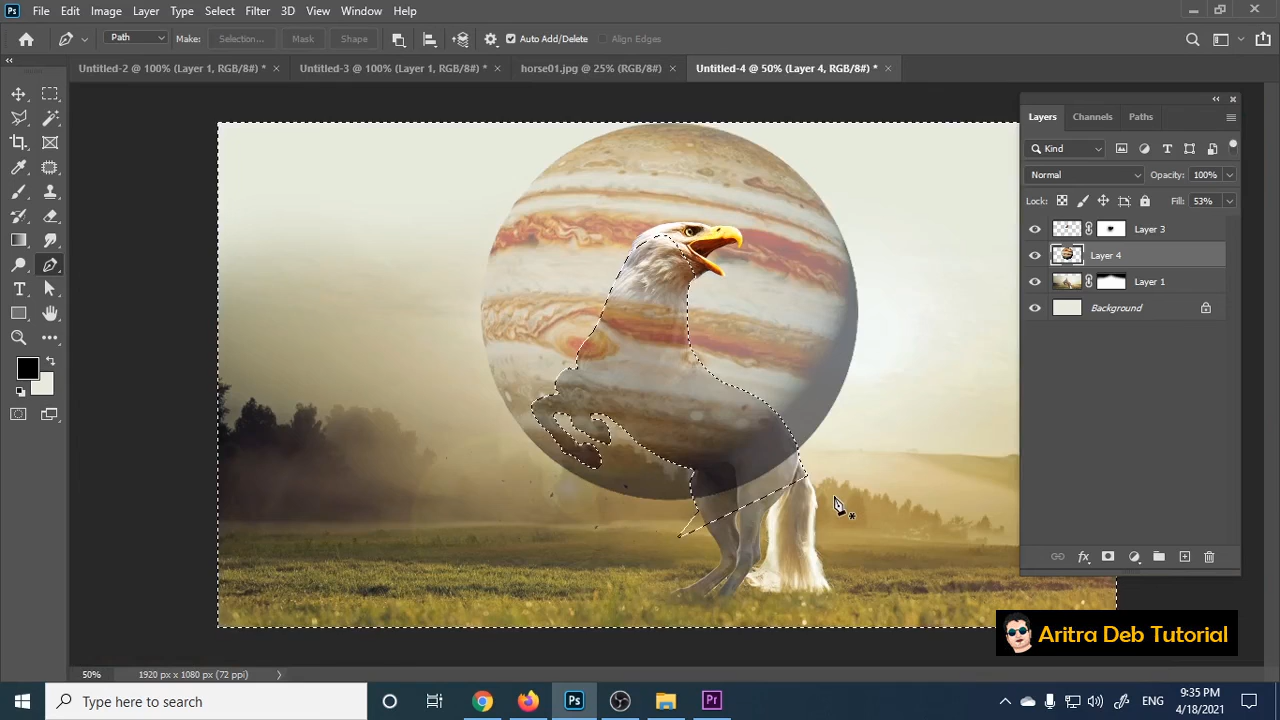 Ps File Edit Image Layer Type Select Filter 3D View Window Help
Path Make: Selection... Mask Shape Auto Add/Delete Align Edges
Untitled-2 @ 100% (Layer 1, RGB/8#) * × Untitled-3 @ 100% (Layer 1, RGB/8#) * × horse01.jpg @ 25% (RGB/8#) × Untitled-4 @ 50% (Layer 4, RGB/8#) * ×
Layers Channels Paths
Kind
Normal Opacity: 100%
Lock: Fill: 53%
Layer 3
Layer 4
Layer 1
Background
fx
Aritra Deb Tutorial
50% 1920 px x 1080 px (72 ppi)
Type here to search Ps Pr ENG 9:35 PM
4/18/2021